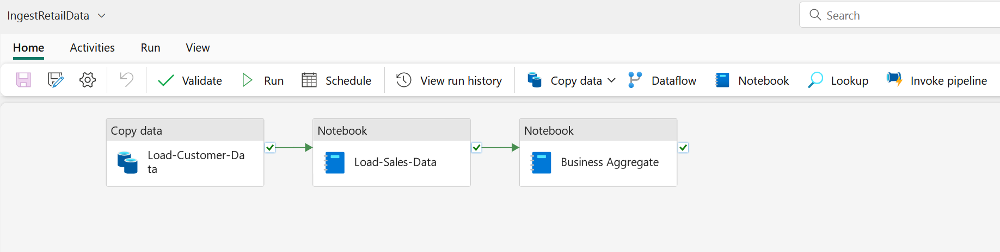 IngestRetailData
Search
Home Activities Run View
Validate Run Schedule View run history Copy data Dataflow Notebook Lookup Invoke pipeline
Copy data
Load-Customer-Da
ta
Notebook
Load-Sales-Data
Notebook
Business Aggregate